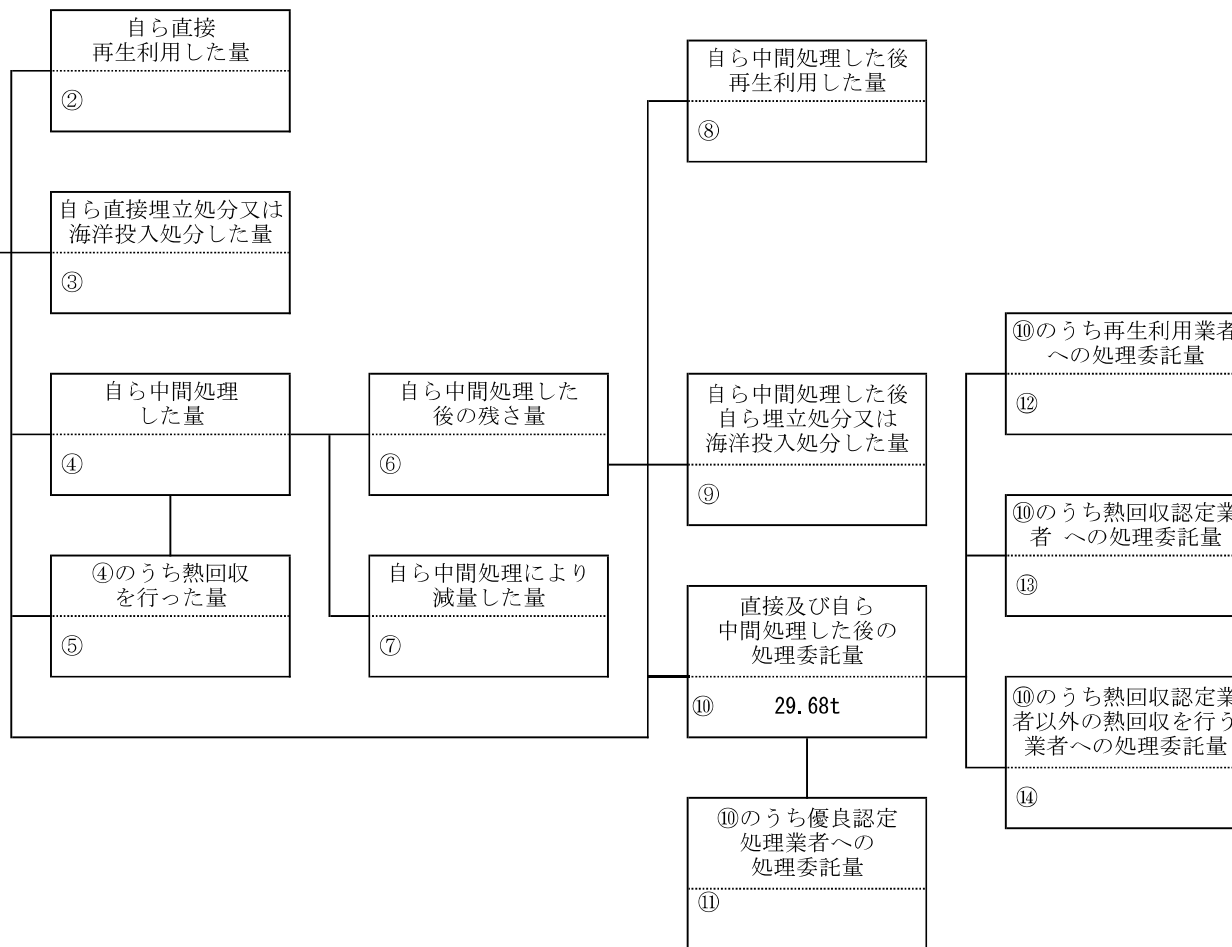 自ら直接
再生利用した量
②
自ら直接埋立処分又は
海洋投入処分した量
③
自ら中間処理
した量
④
④のうち熱回収
を行った量
⑤
自ら中間処理した
後の残さ量
⑥
自ら中間処理により
減量した量
⑦
自ら中間処理した後
再生利用した量
⑧
自ら中間処理した後
自ら埋立処分又は
海洋投入処分した量
⑨
直接及び自ら
中間処理した後の
処理委託量
⑩ 29.68t
⑩のうち優良認定
処理業者への
処理委託量
⑪
⑩のうち再生利用業者
への処理委託量
⑫
⑩のうち熱回収認定業
者 への処理委託量
⑬
⑩のうち熱回収認定業
者以外の熱回収を行う
業者への処理委託量
⑭